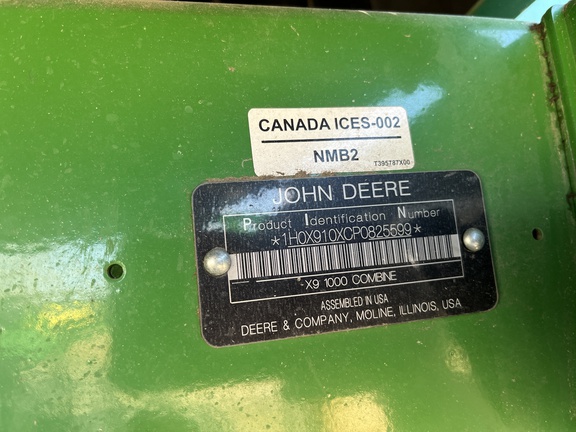 CANADA ICES-002
NMB2
T395787X00
JOHN DEERE
Product Identification Number
*1H0X910XCP0825599*
X9 1000 COMBINE
ASSEMBLED IN USA
DEERE & COMPANY, MOLINE, ILLINOIS, USA